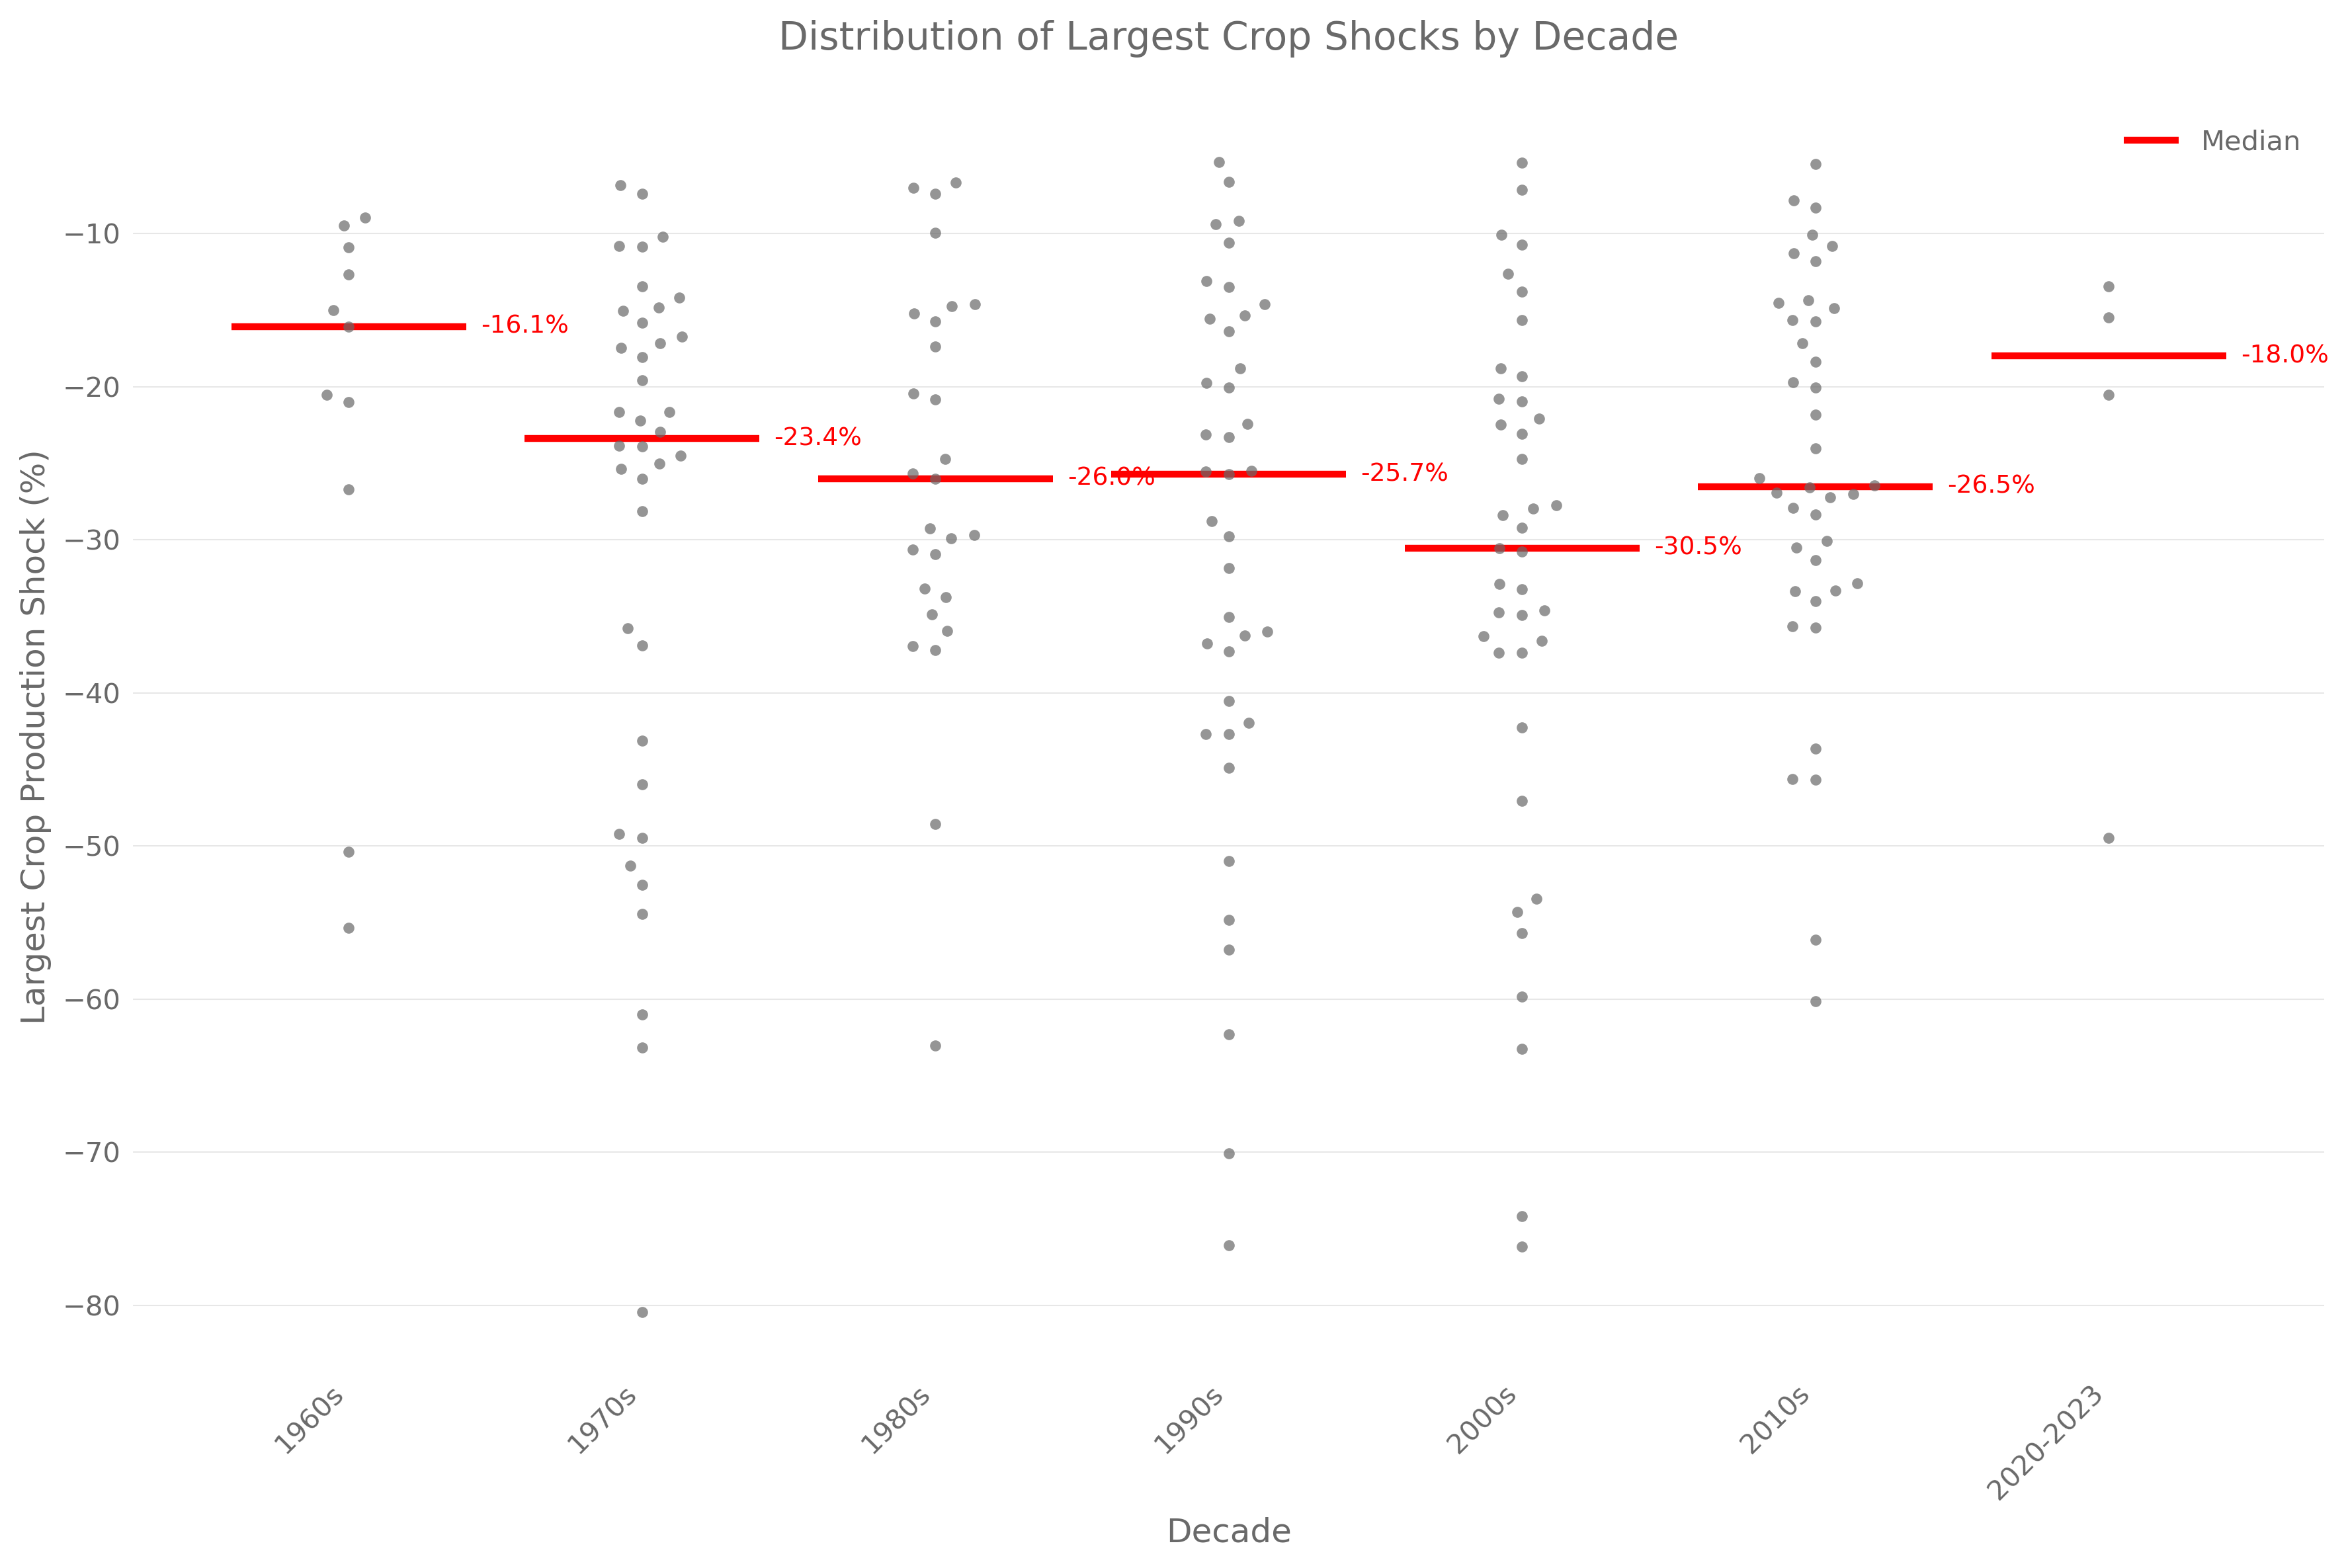 Distribution of Largest Crop Shocks by Decade
Median
Largest Crop Production Shock (%)
−10
−20
−30
−40
−50
−60
−70
−80
-16.1%
-23.4%
-26.0%
-25.7%
-30.5%
-26.5%
-18.0%
1960s
1970s
1980s
1990s
2000s
2010s
2020-2023
Decade